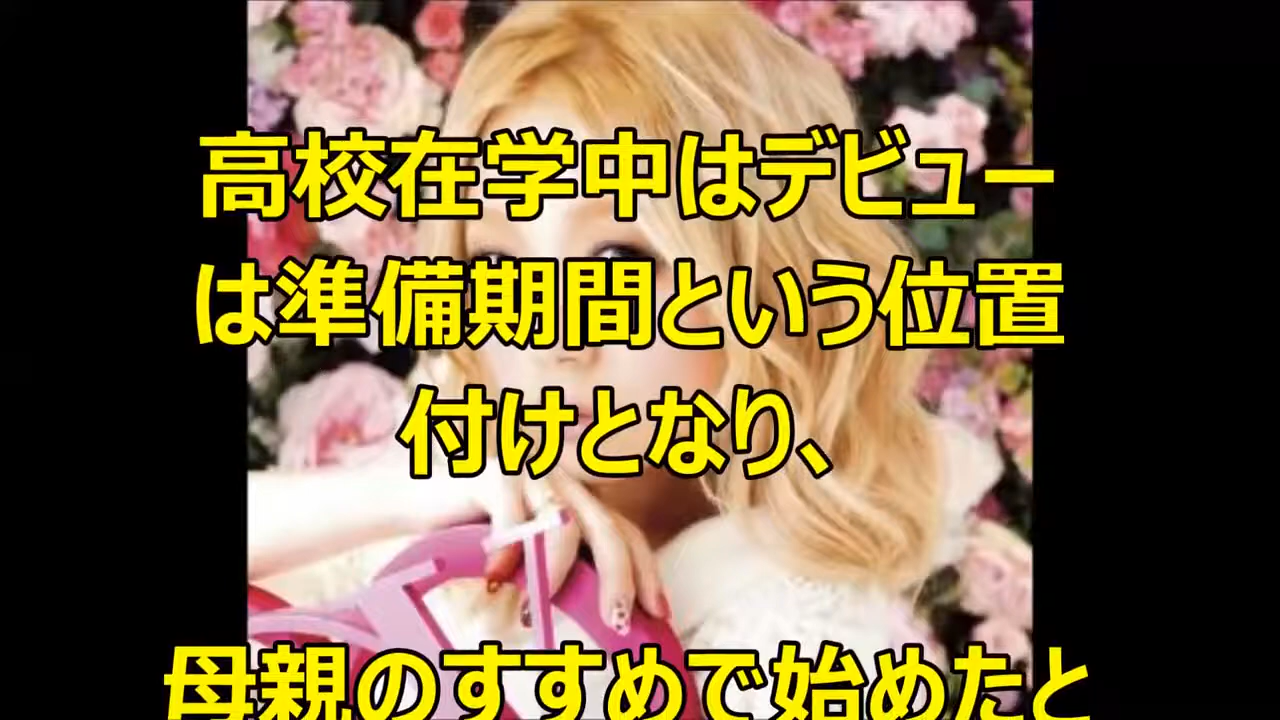 高校在学中はデビュー
は準備期間という位置
付けとなり、
母親のすすめで始めたと